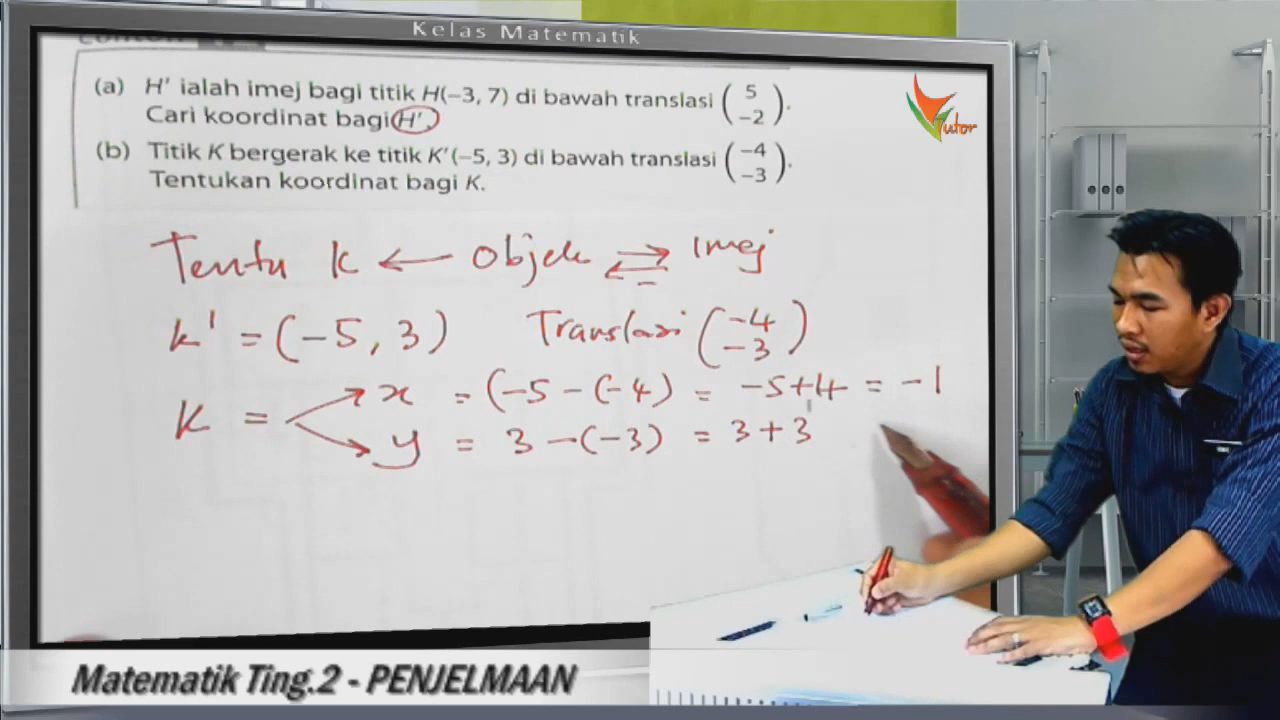 Kelas Matematik
(a) H' ialah imej bagi titik H(−3, 7) di bawah translasi (5 −2).
Cari koordinat bagi H'.
(b) Titik K bergerak ke titik K'(−5, 3) di bawah translasi (−4 −3).
Tentukan koordinat bagi K.
Tutor
Tentu K ← Objek ⇄ Imej
K' = (−5, 3) Translasi (−4 −3)
K = x = (−5 − (−4) = −5 + 4 = −1
y = 3 − (−3) = 3 + 3
Matematik Ting.2 - PENJELMAAN